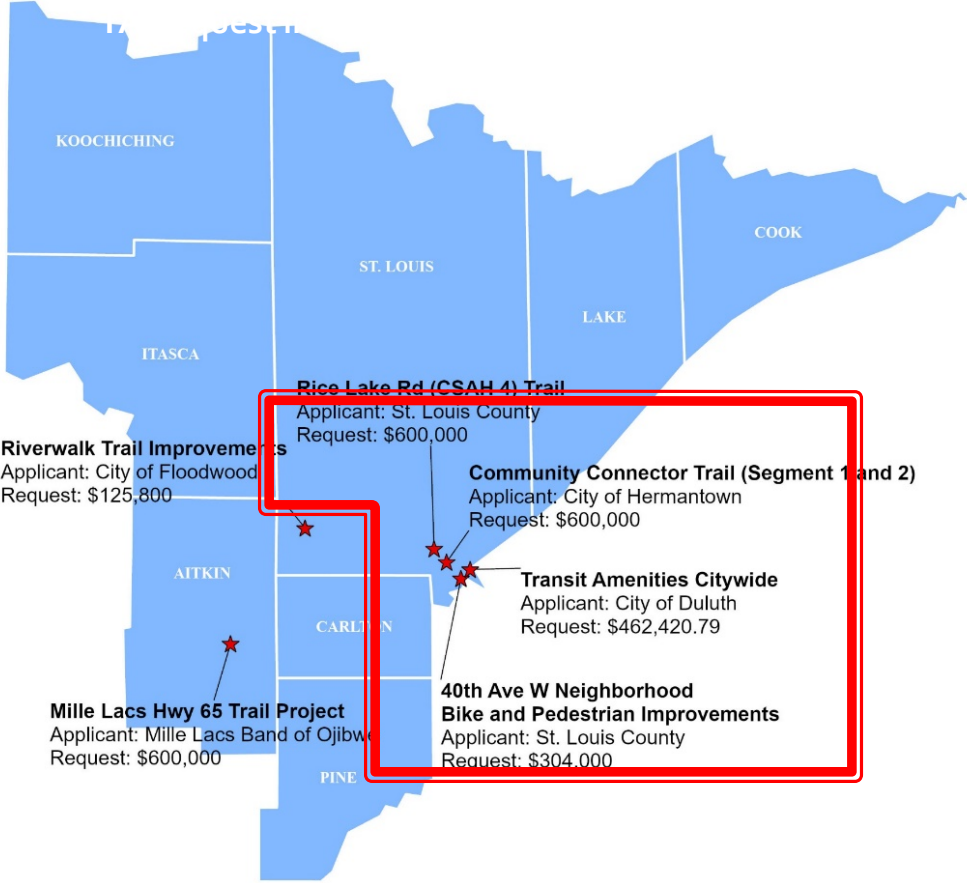 KOOCHICHING
COOK
ST. LOUIS
LAKE
ITASCA
Rice Lake Rd (CSAH 4) Trail
Applicant: St. Louis County
Request: $600,000
Riverwalk Trail Improvements
Applicant: City of Floodwood
Request: $125,800
Community Connector Trail (Segment 1 and 2)
Applicant: City of Hermantown
Request: $600,000
AITKIN
Transit Amenities Citywide
Applicant: City of Duluth
Request: $462,420.79
CARLTON
40th Ave W Neighborhood
Bike and Pedestrian Improvements
Applicant: St. Louis County
Request: $304,000
Mille Lacs Hwy 65 Trail Project
Applicant: Mille Lacs Band of Ojibwe
Request: $600,000
PINE